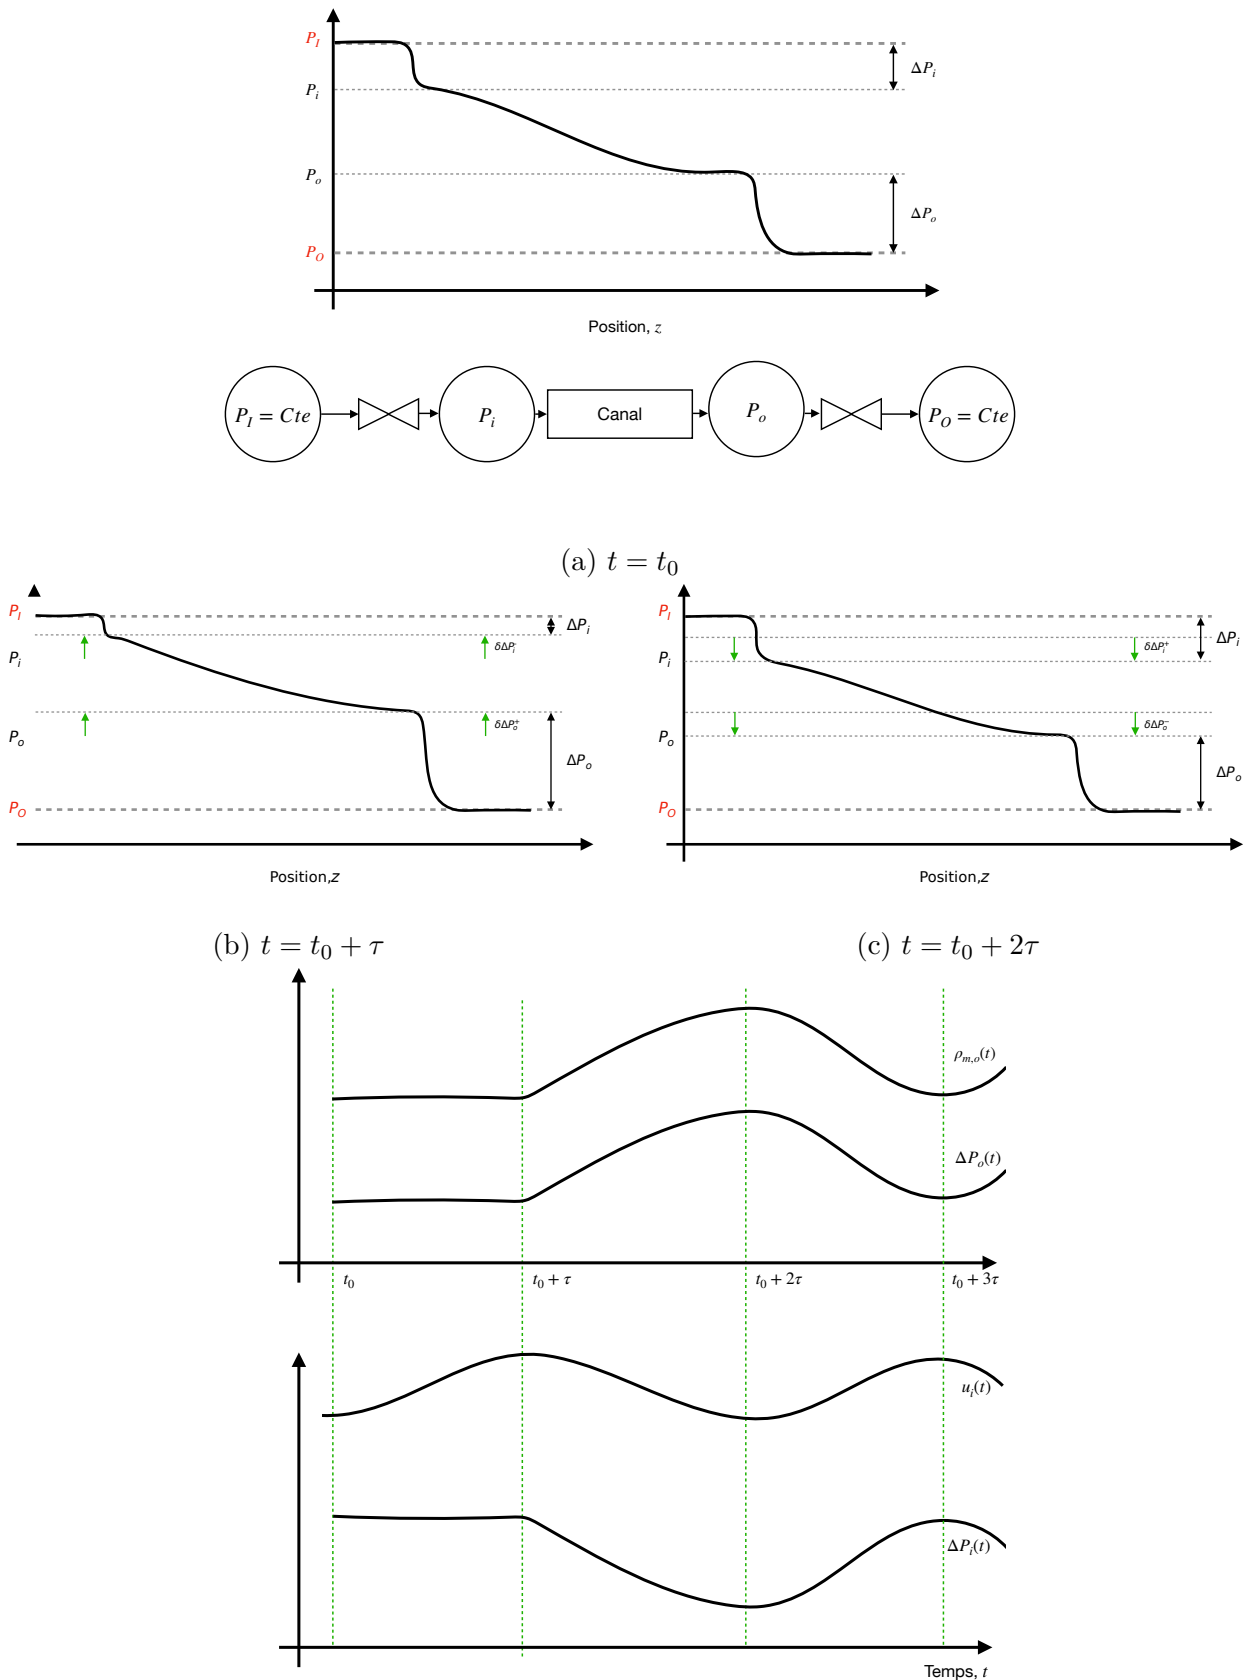 P_I
ΔP_i
P_i
P_o
ΔP_o
P_O
Position, z
P_I = Cte
P_i
Canal
P_o
P_O = Cte
(a) t = t_0
P_I
ΔP_i
δΔP_i^-
P_i
δΔP_o^+
P_o
ΔP_o
P_O
Position,z
P_I
ΔP_i
δΔP_i^+
P_i
δΔP_o^-
P_o
ΔP_o
P_O
Position,z
(b) t = t_0 + τ
(c) t = t_0 + 2τ
ρ_{m,o}(t)
ΔP_o(t)
t_0
t_0 + τ
t_0 + 2τ
t_0 + 3τ
u_i(t)
ΔP_i(t)
Temps, t